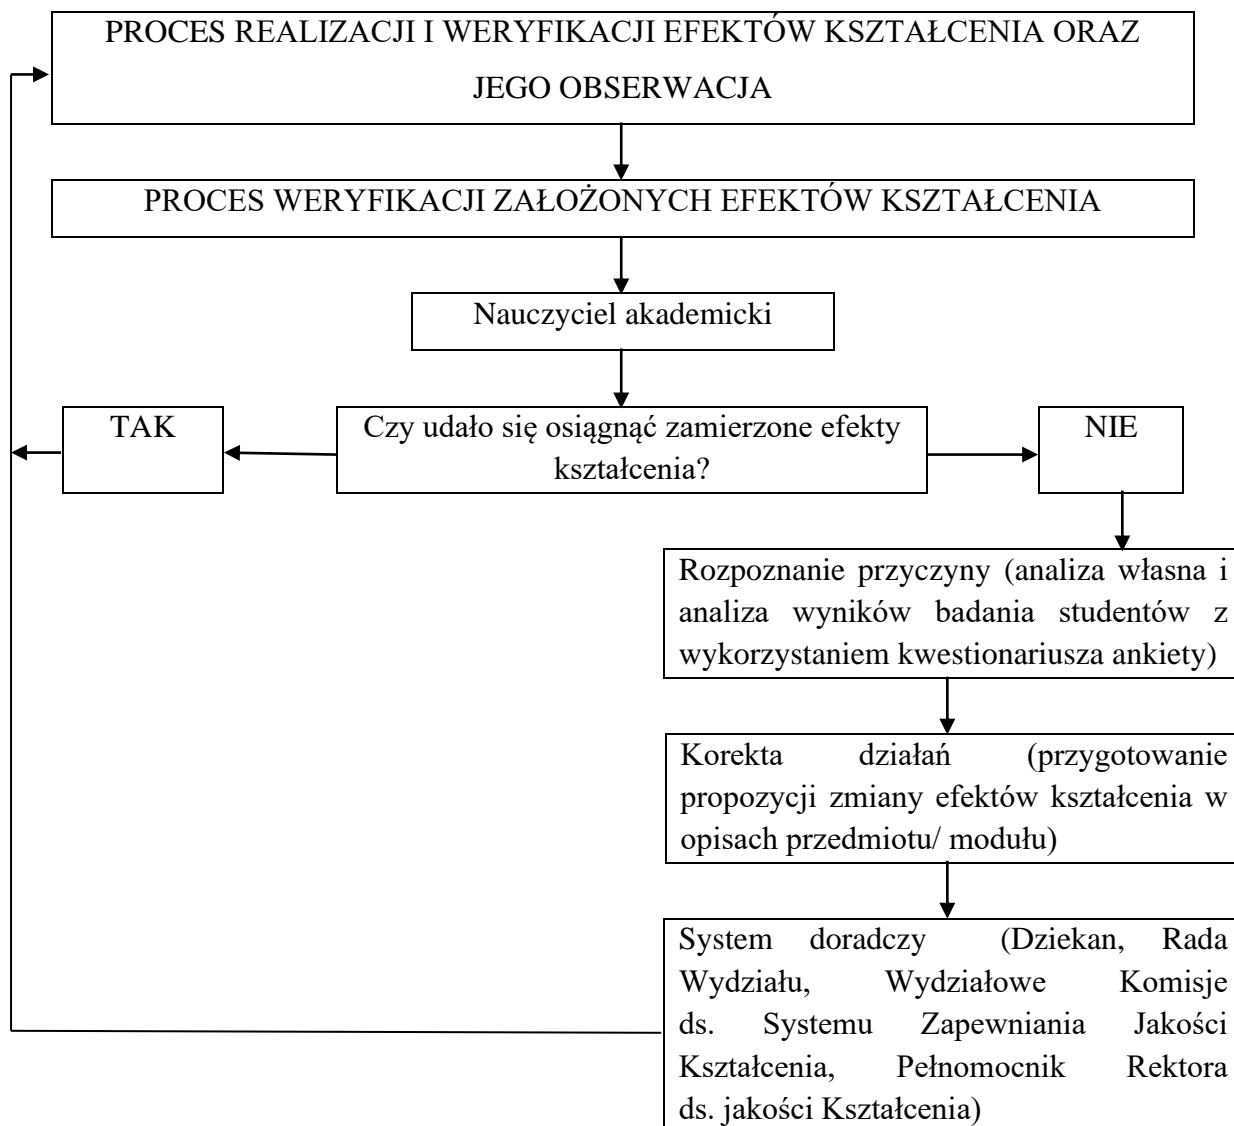 PROCES REALIZACJI I WERYFIKACJI EFEKTÓW KSZTAŁCENIA ORAZ
JEGO OBSERWACJA
PROCES WERYFIKACJI ZAŁOŻONYCH EFEKTÓW KSZTAŁCENIA
Nauczyciel akademicki
TAK
Czy udało się osiągnąć zamierzone efekty
kształcenia?
NIE
Rozpoznanie przyczyny (analiza własna i
analiza wyników badania studentów z
wykorzystaniem kwestionariusza ankiety)
Korekta działań (przygotowanie
propozycji zmiany efektów kształcenia w
opisach przedmiotu/ modułu)
System doradczy (Dziekan, Rada
Wydziału, Wydziałowe Komisje
ds. Systemu Zapewniania Jakości
Kształcenia, Pełnomocnik Rektora
ds. jakości Kształcenia)